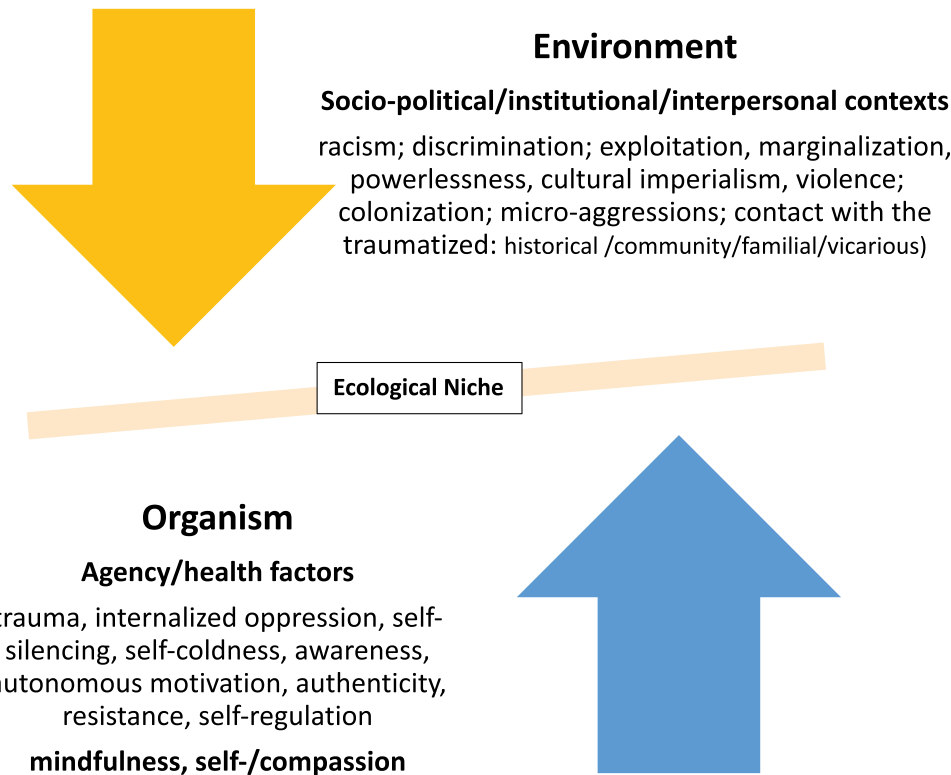 Environment
Socio-political/institutional/interpersonal contexts
racism; discrimination; exploitation, marginalization,
powerlessness, cultural imperialism, violence;
colonization; micro-aggressions; contact with the
traumatized: historical /community/familial/vicarious)
Ecological Niche
Organism
Agency/health factors
trauma, internalized oppression, self-
silencing, self-coldness, awareness,
autonomous motivation, authenticity,
resistance, self-regulation
mindfulness, self-/compassion